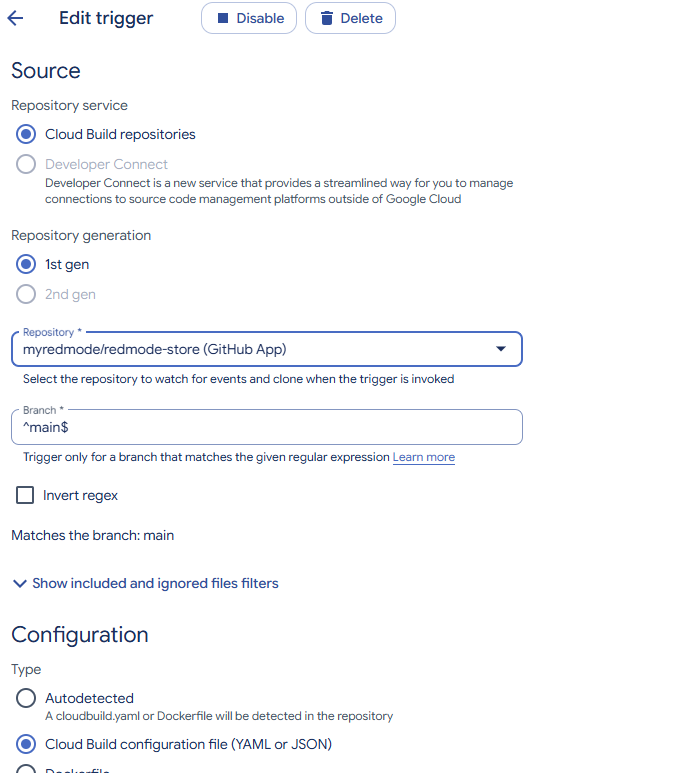 Edit trigger
Disable
Delete
Source
Repository service
Cloud Build repositories
Developer Connect
Developer Connect is a new service that provides a streamlined way for you to manage
connections to source code management platforms outside of Google Cloud
Repository generation
1st gen
2nd gen
Repository *
myredmode/redmode-store (GitHub App)
Select the repository to watch for events and clone when the trigger is invoked
Branch *
^main$
Trigger only for a branch that matches the given regular expression Learn more
Invert regex
Matches the branch: main
Show included and ignored files filters
Configuration
Type
Autodetected
A cloudbuild.yaml or Dockerfile will be detected in the repository
Cloud Build configuration file (YAML or JSON)
Dockerfile